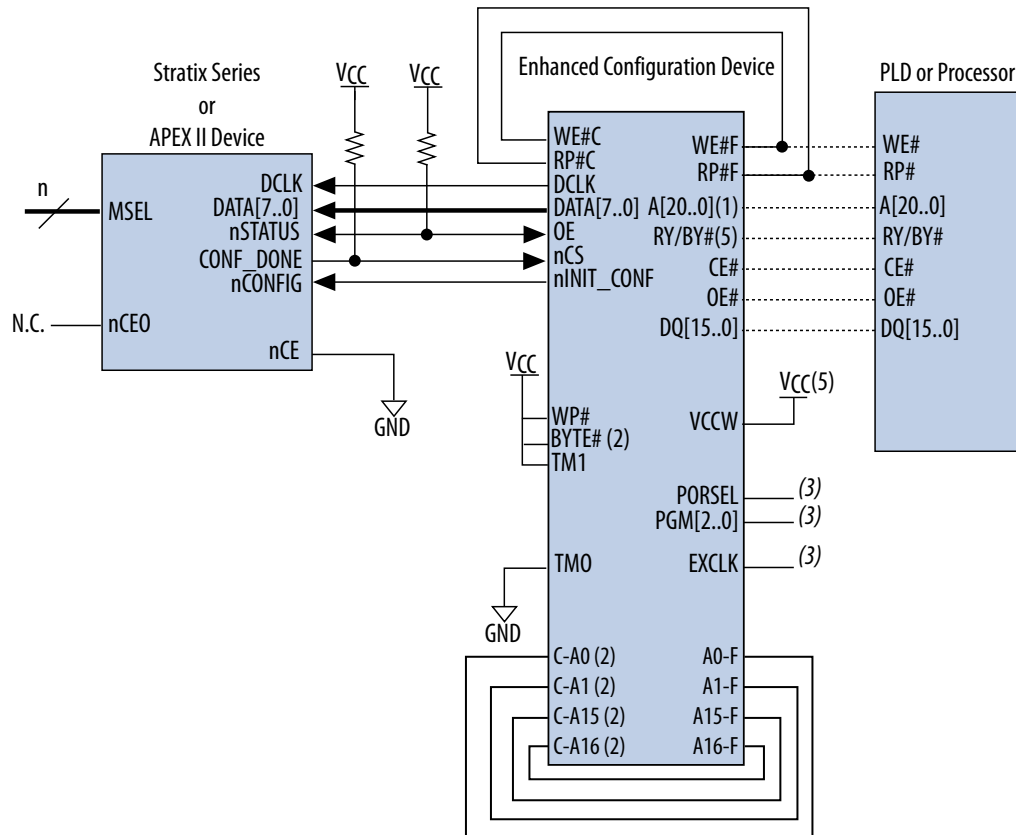 Stratix Series
or
APEX II Device
VCC
VCC
Enhanced Configuration Device
PLD or Processor
n
MSEL
N.C.
nCEO
DCLK
DATA[7..0]
nSTATUS
CONF_DONE
nCONFIG
nCE
GND
WE#C
RP#C
DCLK
DATA[7..0]
OE
nCS
nINIT_CONF
VCC
WP#
BYTE# (2)
TM1
TMO
GND
C-A0 (2)
C-A1 (2)
C-A15 (2)
C-A16 (2)
WE#F
RP#F
A[20..0](1)
RY/BY#(5)
CE#
OE#
DQ[15..0]
VCCW
VCC(5)
PORSEL
(3)
PGM[2..0]
(3)
EXCLK
(3)
A0-F
A1-F
A15-F
A16-F
WE#
RP#
A[20..0]
RY/BY#
CE#
OE#
DQ[15..0]